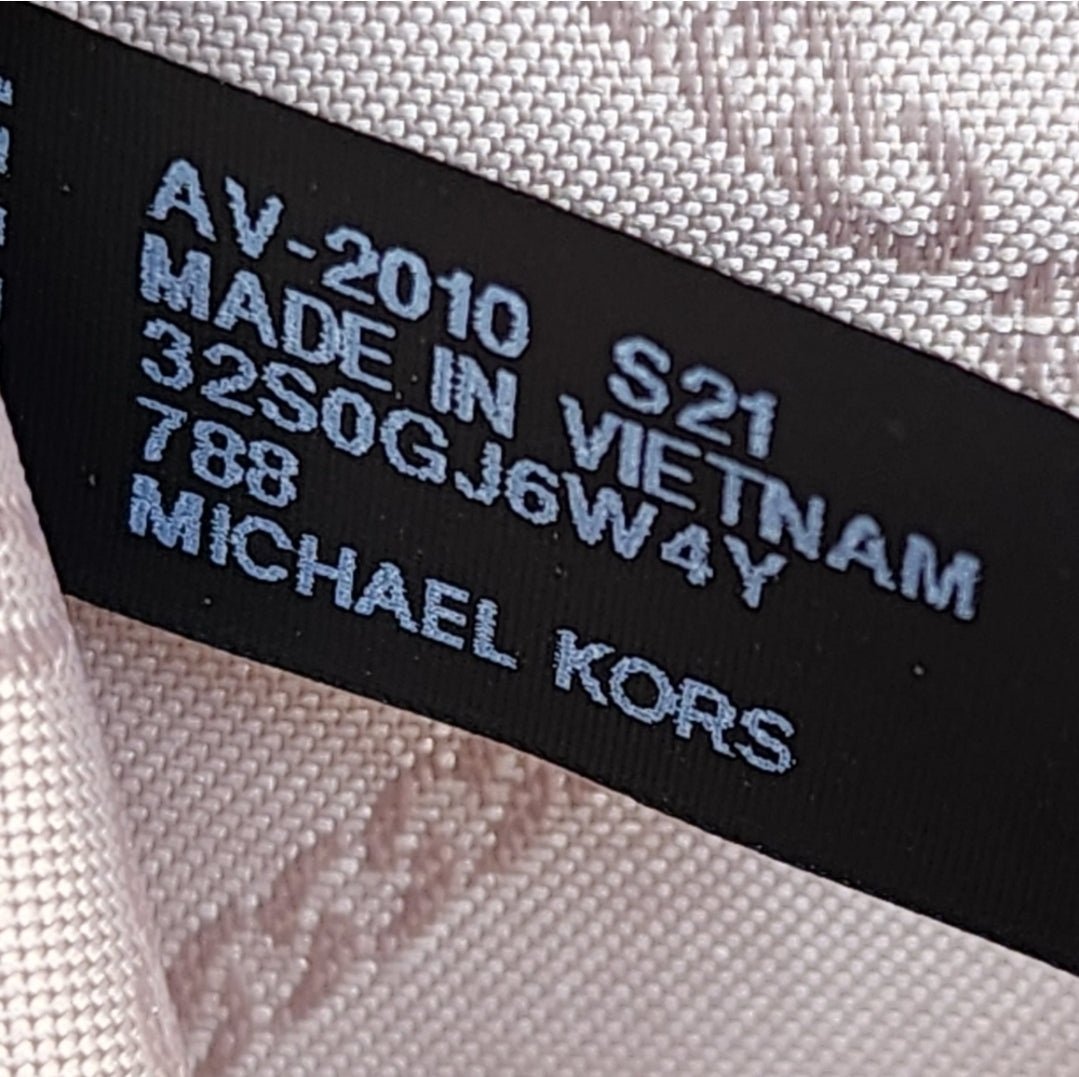 AV-2010 S21
MADE IN VIETNAM
32S0GJ6W4Y
788
MICHAEL KORS